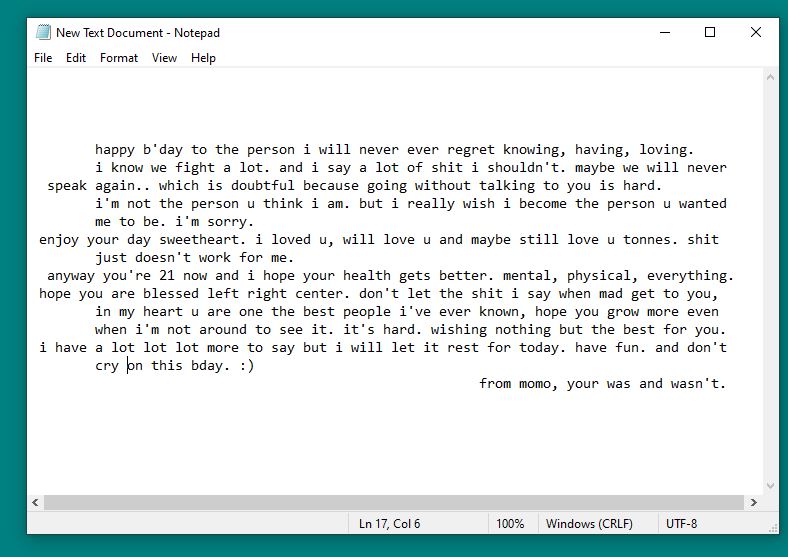 New Text Document - Notepad
File Edit Format View Help
happy b'day to the person i will never ever regret knowing, having, loving.
i know we fight a lot. and i say a lot of shit i shouldn't. maybe we will never
speak again.. which is doubtful because going without talking to you is hard.
i'm not the person u think i am. but i really wish i become the person u wanted
me to be. i'm sorry.
enjoy your day sweetheart. i loved u, will love u and maybe still love u tonnes. shit
just doesn't work for me.
anyway you're 21 now and i hope your health gets better. mental, physical, everything.
hope you are blessed left right center. don't let the shit i say when mad get to you,
in my heart u are one the best people i've ever known, hope you grow more even
when i'm not around to see it. it's hard. wishing nothing but the best for you.
i have a lot lot lot more to say but i will let it rest for today. have fun. and don't
cry on this bday. :)
from momo, your was and wasn't.
Ln 17, Col 6 100% Windows (CRLF) UTF-8